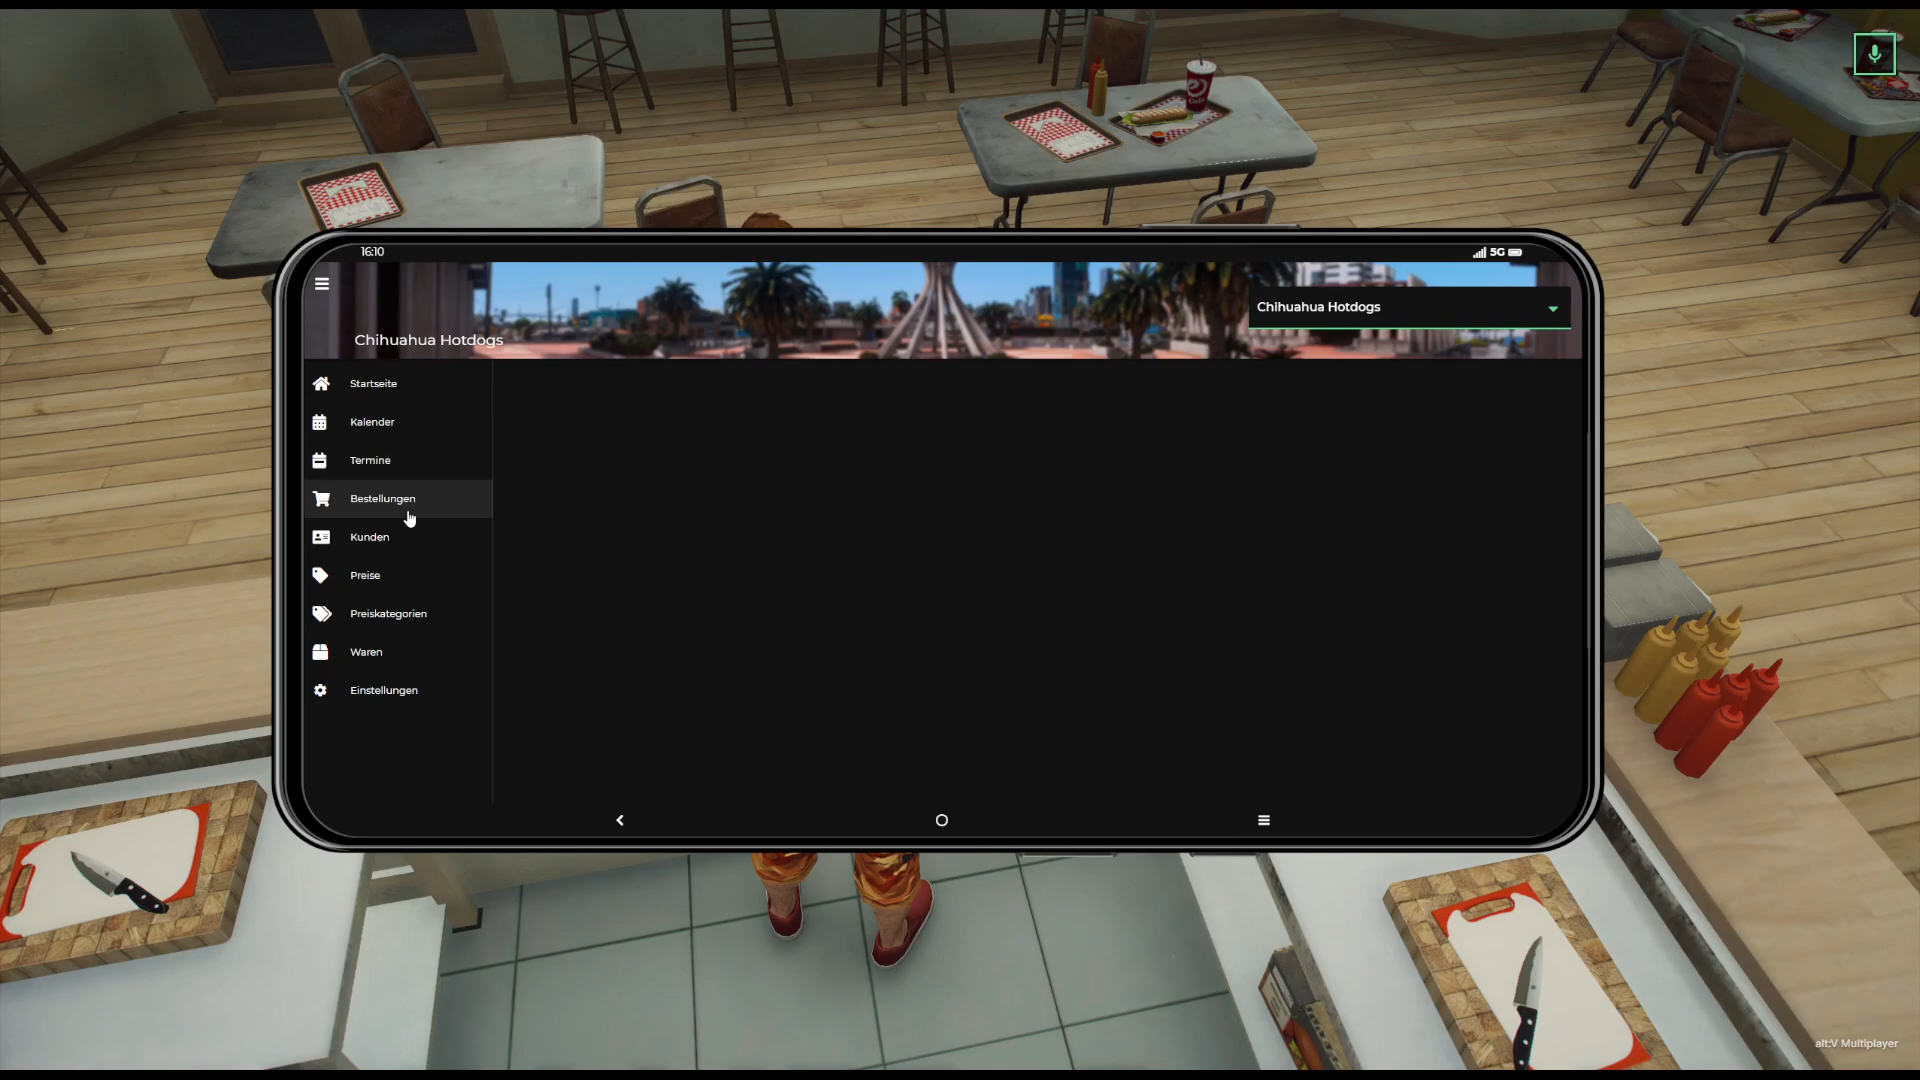 16:10
5G
Chihuahua Hotdogs
Chihuahua Hotdogs
Startseite
Kalender
Termine
Bestellungen
Kunden
Preise
Preiskategorien
Waren
Einstellungen
alt:V Multiplayer